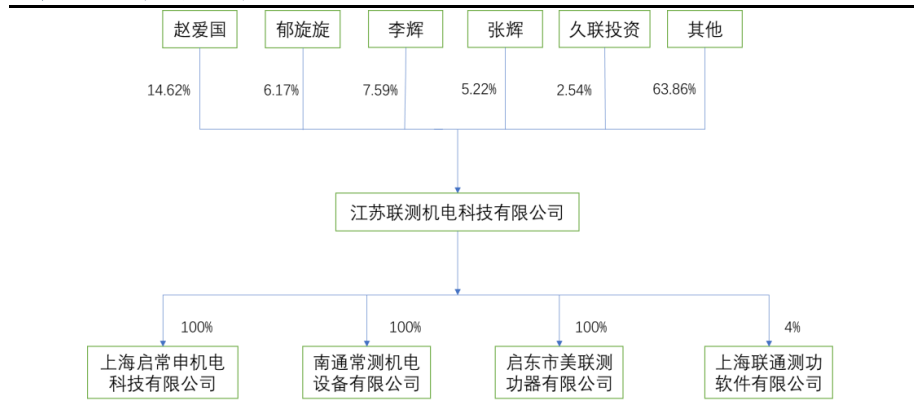 赵爱国 郁旋旋 李辉 张辉 久联投资 其他
14.62% 6.17% 7.59% 5.22% 2.54% 63.86%
江苏联测机电科技有限公司
100% 100% 100% 4%
上海启常申机电
科技有限公司
南通常测机电
设备有限公司
启东市美联测
功器有限公司
上海联通测功
软件有限公司